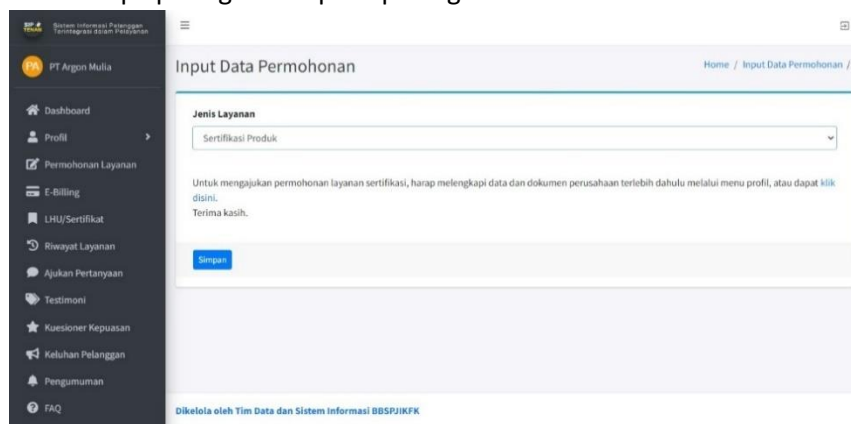 SIP TENAN
Sistem Informasi Pelanggan
Terintegrasi dalam Pelayanan
PA PT Argon Mulia
Input Data Permohonan
Home / Input Data Permohonan /
Dashboard
Profil
Permohonan Layanan
E-Billing
LHU/Sertifikat
Riwayat Layanan
Ajukan Pertanyaan
Testimoni
Kuesioner Kepuasan
Keluhan Pelanggan
Pengumuman
FAQ
Jenis Layanan
Sertifikasi Produk
Untuk mengajukan permohonan layanan sertifikasi, harap melengkapi data dan dokumen perusahaan terlebih dahulu melalui menu profil, atau dapat klik
disini.
Terima kasih.
Simpan
Dikelola oleh Tim Data dan Sistem Informasi BBSPJIKFK